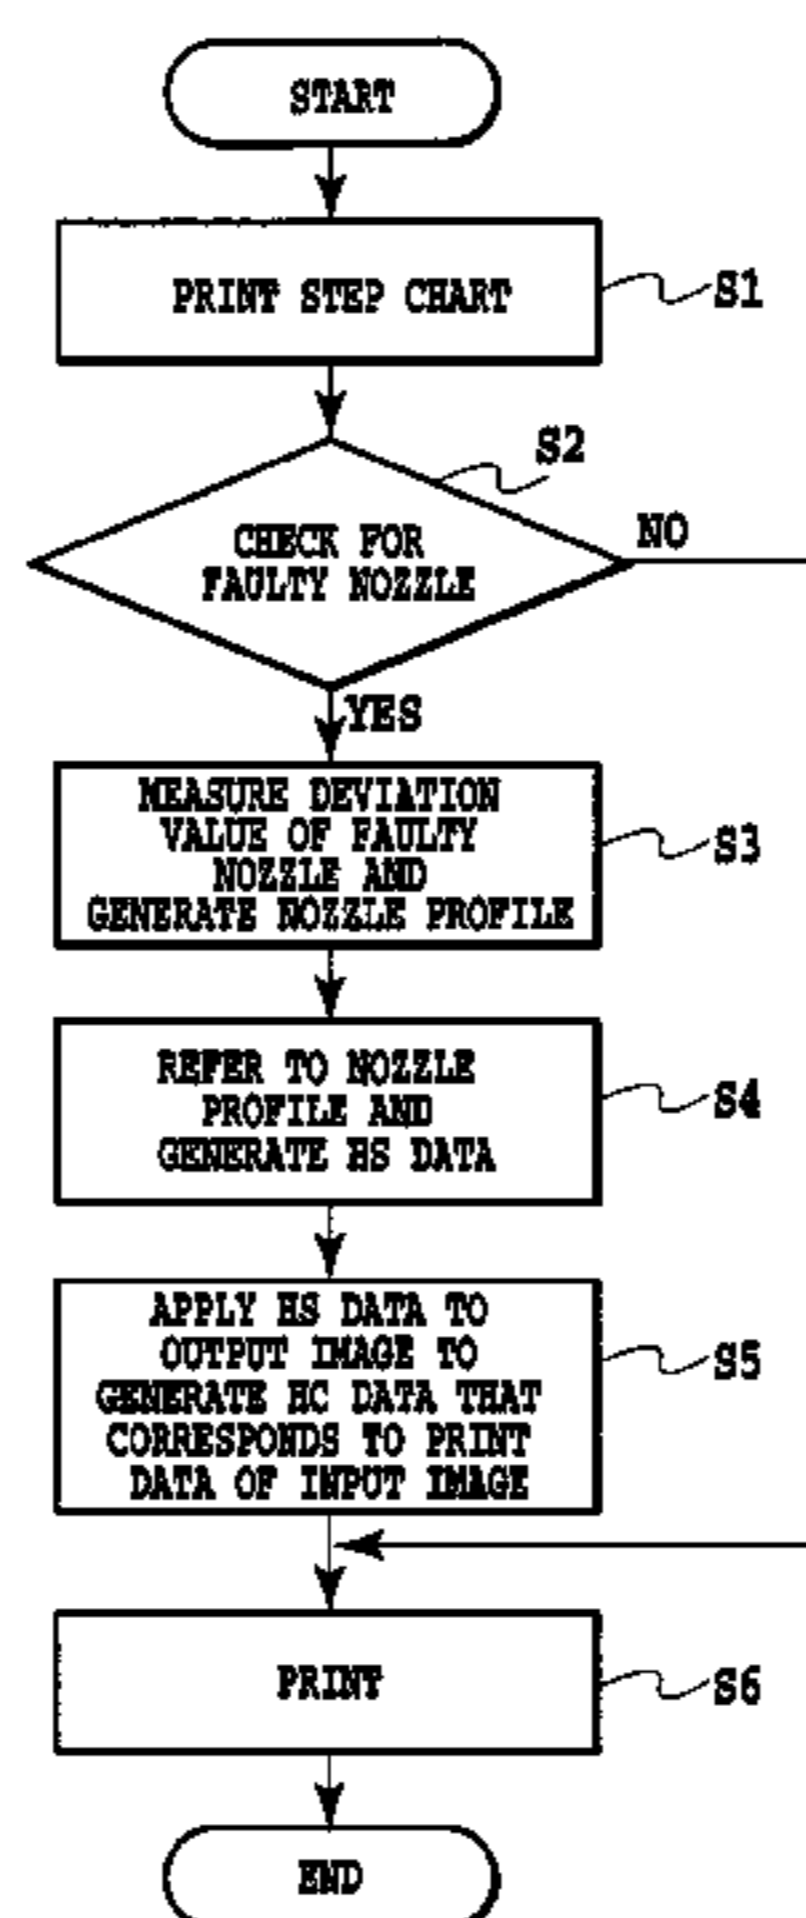 START
PRINT STEP CHART
S1
S2
CHECK FOR
FAULTY NOZZLE
NO
YES
MEASURE DEVIATION
VALUE OF FAULTY
NOZZLE AND
GENERATE NOZZLE PROFILE
S3
REFER TO NOZZLE
PROFILE AND
GENERATE HS DATA
S4
APPLY HS DATA TO
OUTPUT IMAGE TO
GENERATE HC DATA THAT
CORRESPONDS TO PRINT
DATA OF INPUT IMAGE
S5
PRINT
S6
END